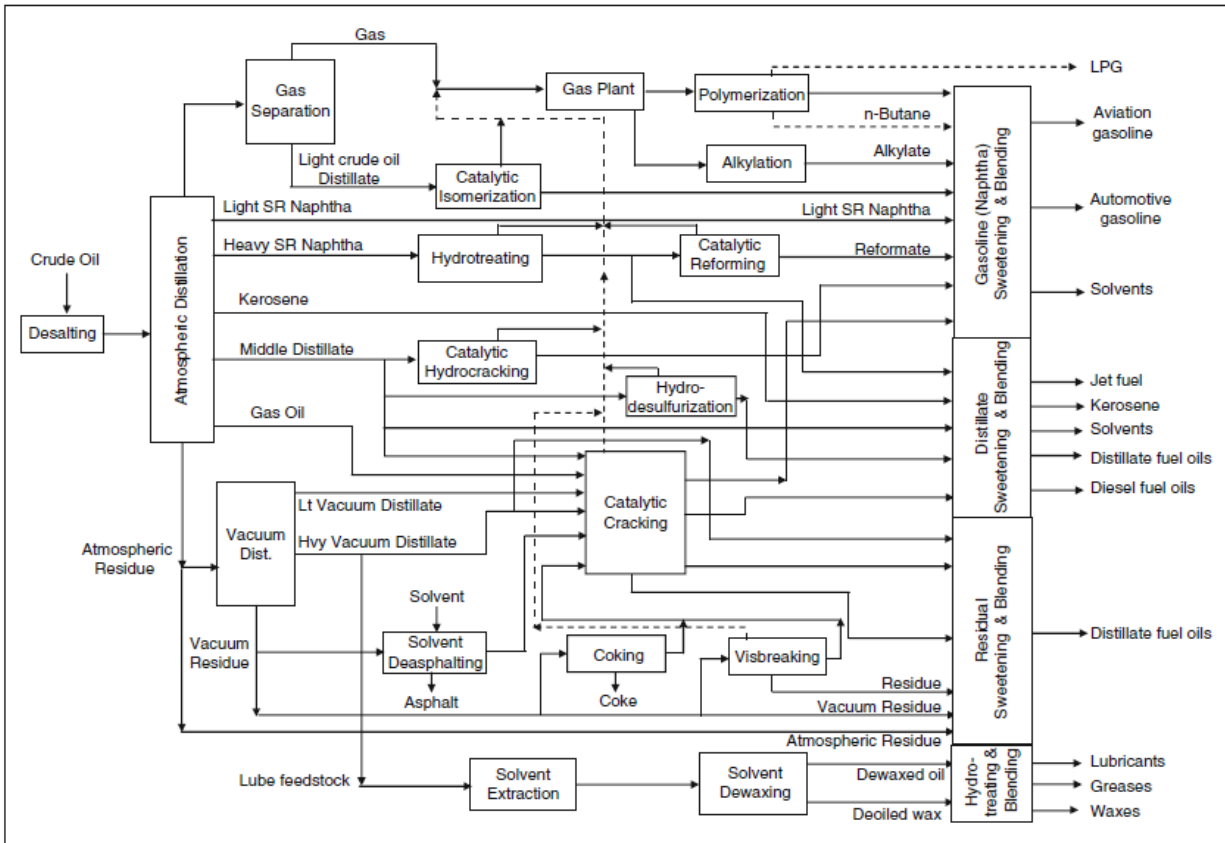 Gas
LPG
Gas
Separation
Gas Plant
Polymerization
n-Butane
Aviation
gasoline
Light crude oil
Distillate
Catalytic
Isomerization
Alkylation
Alkylate
Gasoline (Naphtha)
Sweetening & Blending
Light SR Naphtha
Light SR Naphtha
Automotive
gasoline
Crude Oil
Atmospheric Distillation
Heavy SR Naphtha
Hydrotreating
Catalytic
Reforming
Reformate
Desalting
Kerosene
Solvents
Middle Distillate
Catalytic
Hydrocracking
Hydro-
desulfurization
Distillate
Sweetening & Blending
Jet fuel
Kerosene
Solvents
Distillate fuel oils
Diesel fuel oils
Gas Oil
Catalytic
Cracking
Lt Vacuum Distillate
Vacuum
Dist.
Hvy Vacuum Distillate
Atmospheric
Residue
Solvent
Residual
Sweetening & Blending
Distillate fuel oils
Vacuum
Residue
Solvent
Deasphalting
Coking
Visbreaking
Asphalt
Coke
Residue
Vacuum Residue
Atmospheric Residue
Lube feedstock
Solvent
Extraction
Solvent
Dewaxing
Dewaxed oil
Deoiled wax
Hydro-
treating &
Blending
Lubricants
Greases
Waxes